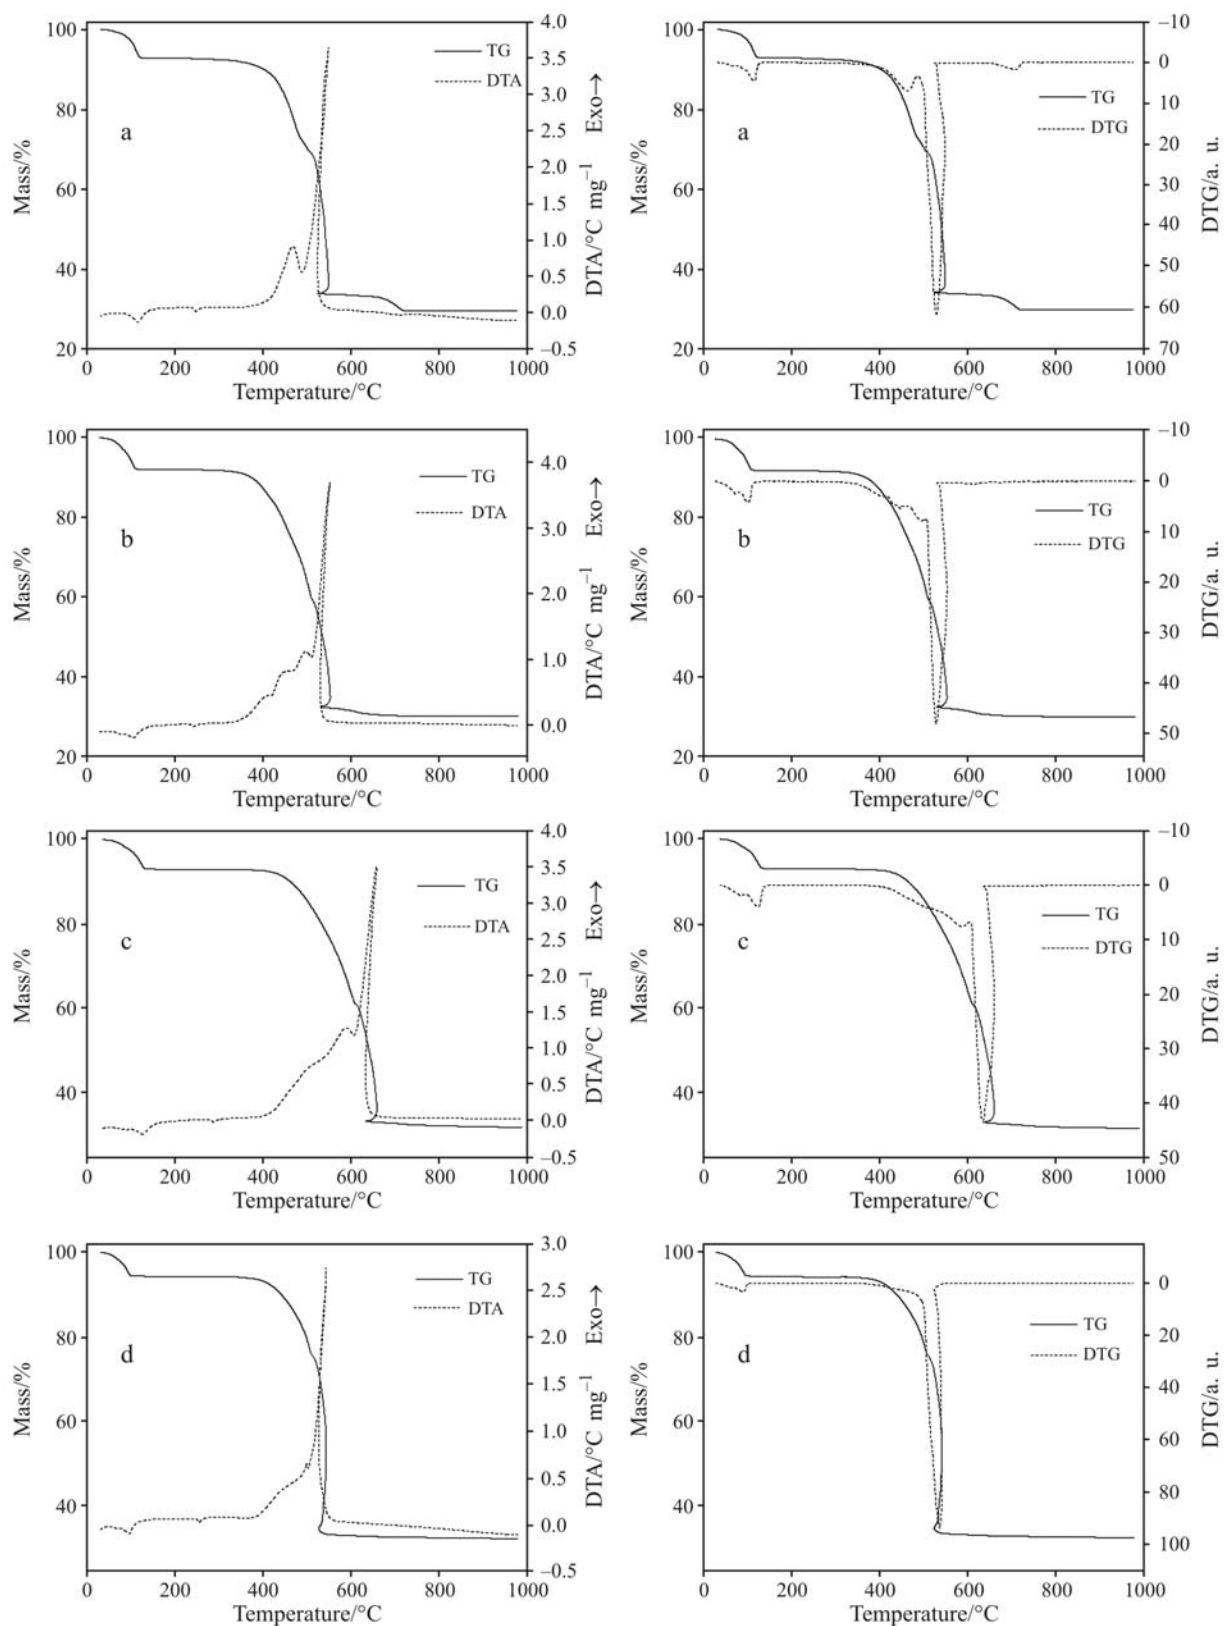 100
80
60
40
20
Mass/%
4.0
3.5
3.0
2.5
2.0
1.5
1.0
0.5
0.0
–0.5
DTA/°C mg⁻¹ Exo→
TG
DTA
a
0 200 400 600 800 1000
Temperature/°C
100
80
60
40
20
Mass/%
–10
0
10
20
30
40
50
60
70
DTG/a. u.
TG
DTG
a
0 200 400 600 800 1000
Temperature/°C
100
80
60
40
20
Mass/%
4.0
3.0
2.0
1.0
0.0
DTA/°C mg⁻¹ Exo→
TG
DTA
b
0 200 400 600 800 1000
Temperature/°C
100
80
60
40
20
Mass/%
–10
0
10
20
30
40
50
DTG/a. u.
TG
DTG
b
0 200 400 600 800 1000
Temperature/°C
100
80
60
40
Mass/%
4.0
3.5
3.0
2.5
2.0
1.5
1.0
0.5
0.0
–0.5
DTA/°C mg⁻¹ Exo→
TG
DTA
c
0 200 400 600 800 1000
Temperature/°C
100
80
60
40
Mass/%
–10
0
10
20
30
40
50
DTG/a. u.
TG
DTG
c
0 200 400 600 800 1000
Temperature/°C
100
80
60
40
Mass/%
3.0
2.5
2.0
1.5
1.0
0.5
0.0
–0.5
DTA/°C mg⁻¹ Exo→
TG
DTA
d
0 200 400 600 800 1000
Temperature/°C
100
80
60
40
Mass/%
0
20
40
60
80
100
DTG/a. u.
TG
DTG
d
0 200 400 600 800 1000
Temperature/°C